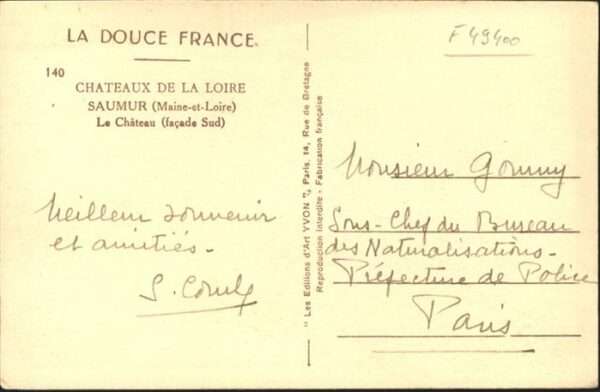 LA DOUCE FRANCE.
140
CHATEAUX DE LA LOIRE
SAUMUR (Maine-et-Loire)
Le Château (façade Sud)
Meilleur souvenir
et amitiés -
" Les Editions d'Art YVON ", Paris, 14, Rue de Bretagne
Reproduction interdite - Fabrication française
F 49400
Monsieur
Sous-Chef du Bureau
des Naturalisations -
Préfecture de Police
Paris